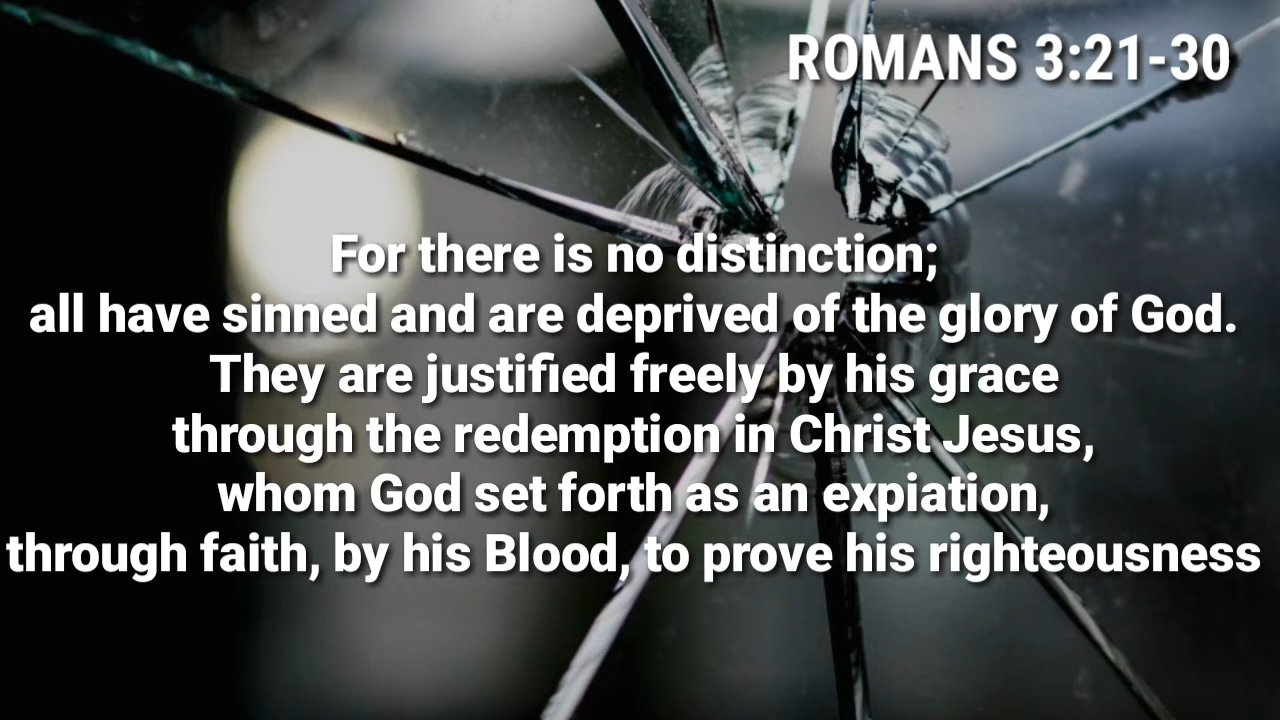 ROMANS 3:21-30
For there is no distinction;
all have sinned and are deprived of the glory of God.
They are justified freely by his grace
through the redemption in Christ Jesus,
whom God set forth as an expiation,
through faith, by his Blood, to prove his righteousness